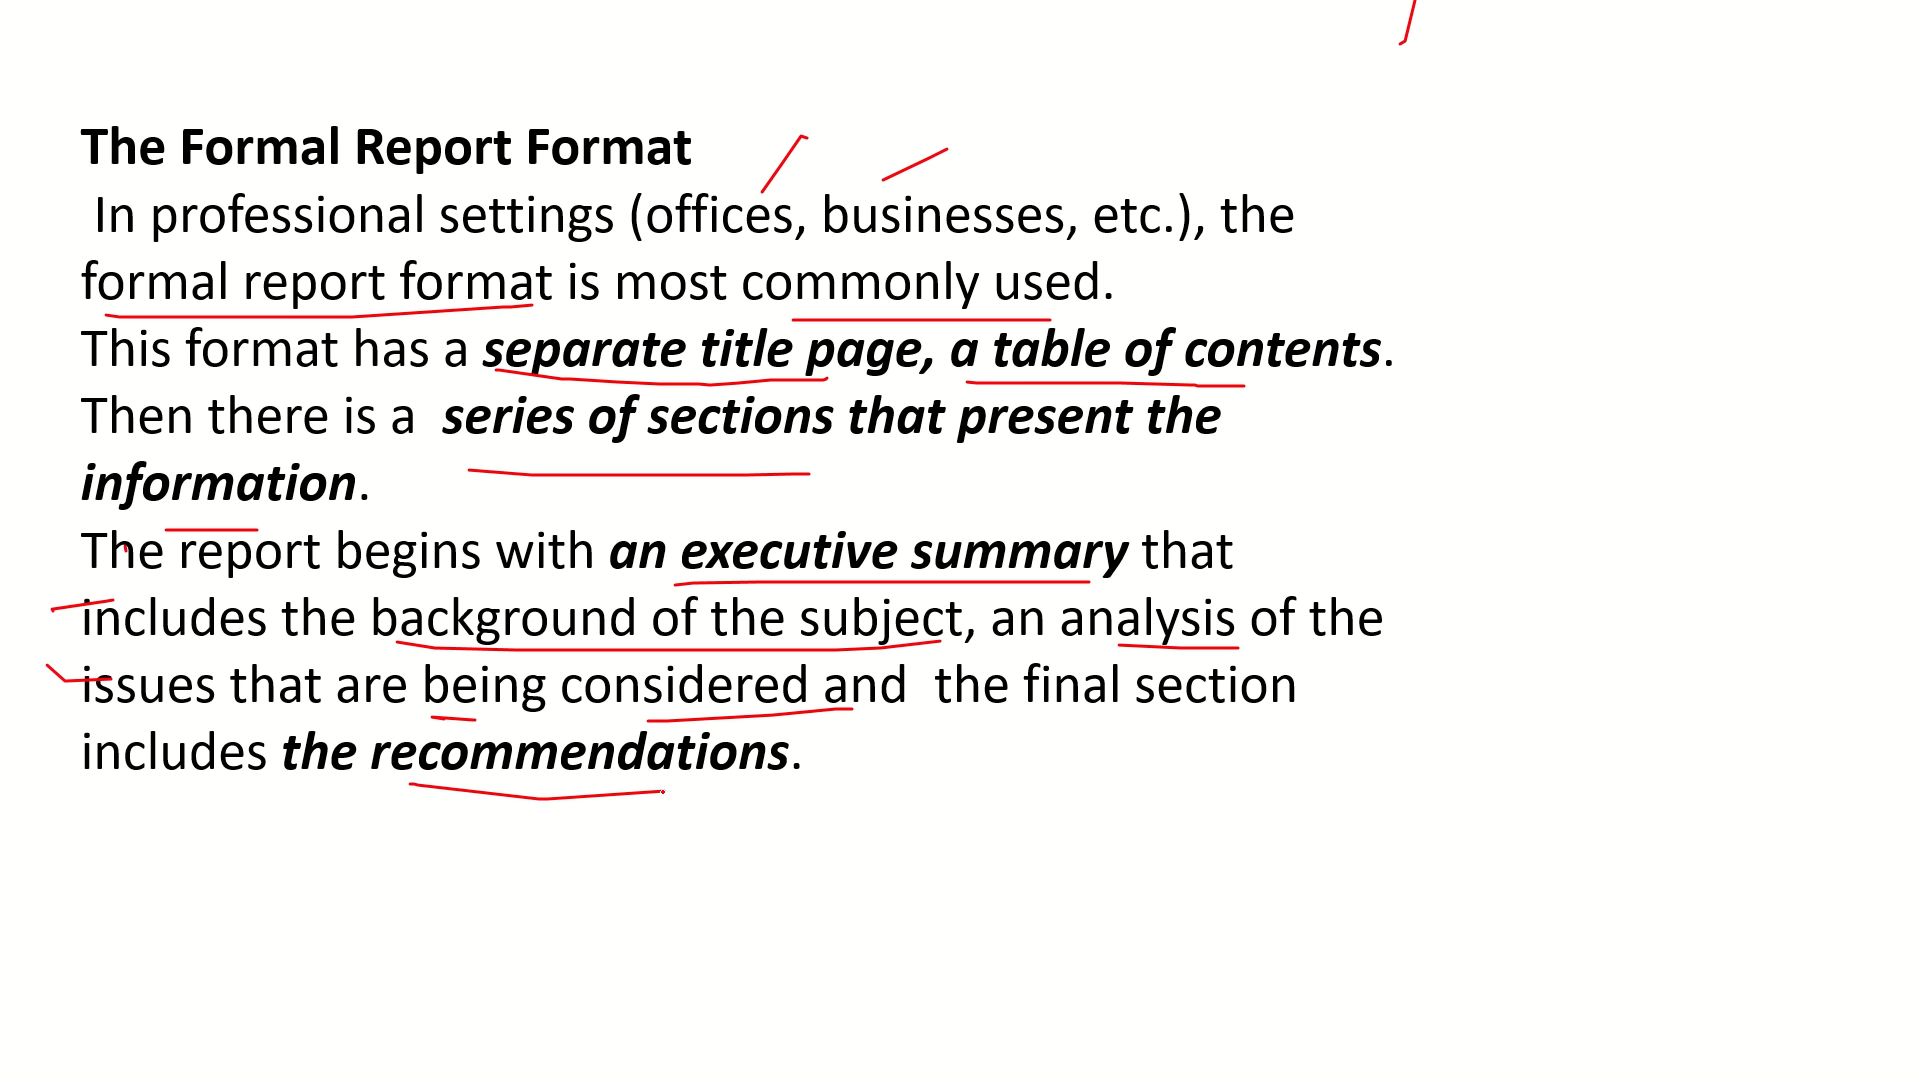 The Formal Report Format
In professional settings (offices, businesses, etc.), the
formal report format is most commonly used.
This format has a separate title page, a table of contents.
Then there is a series of sections that present the
information.
The report begins with an executive summary that
includes the background of the subject, an analysis of the
issues that are being considered and the final section
includes the recommendations.